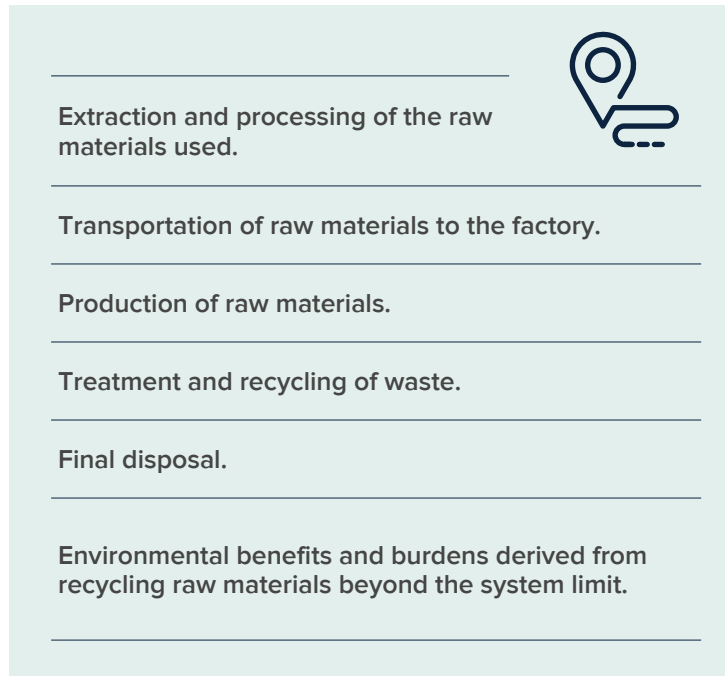 Extraction and processing of the raw
materials used.
Transportation of raw materials to the factory.
Production of raw materials.
Treatment and recycling of waste.
Final disposal.
Environmental benefits and burdens derived from
recycling raw materials beyond the system limit.